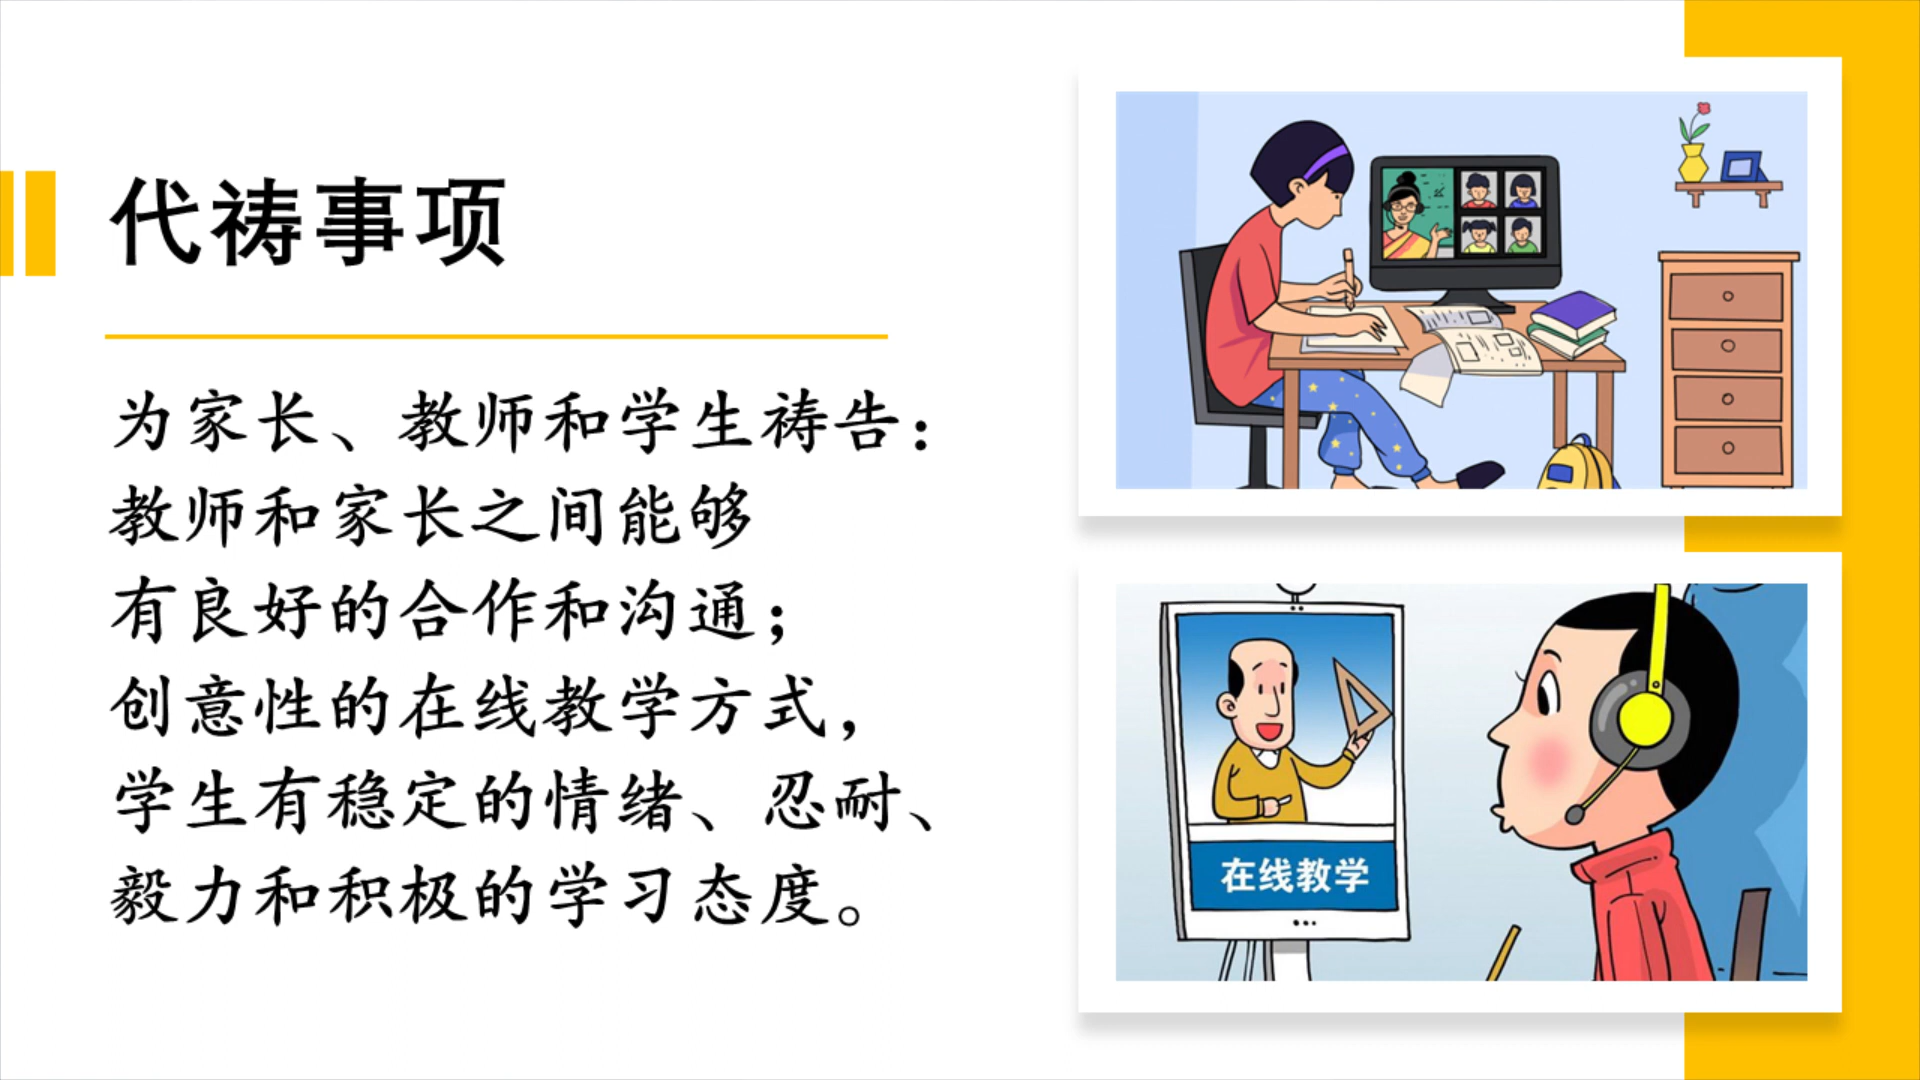 代祷事项
为家长、教师和学生祷告：
教师和家长之间能够
有良好的合作和沟通；
创意性的在线教学方式，
学生有稳定的情绪、忍耐、
毅力和积极的学习态度。
在线教学